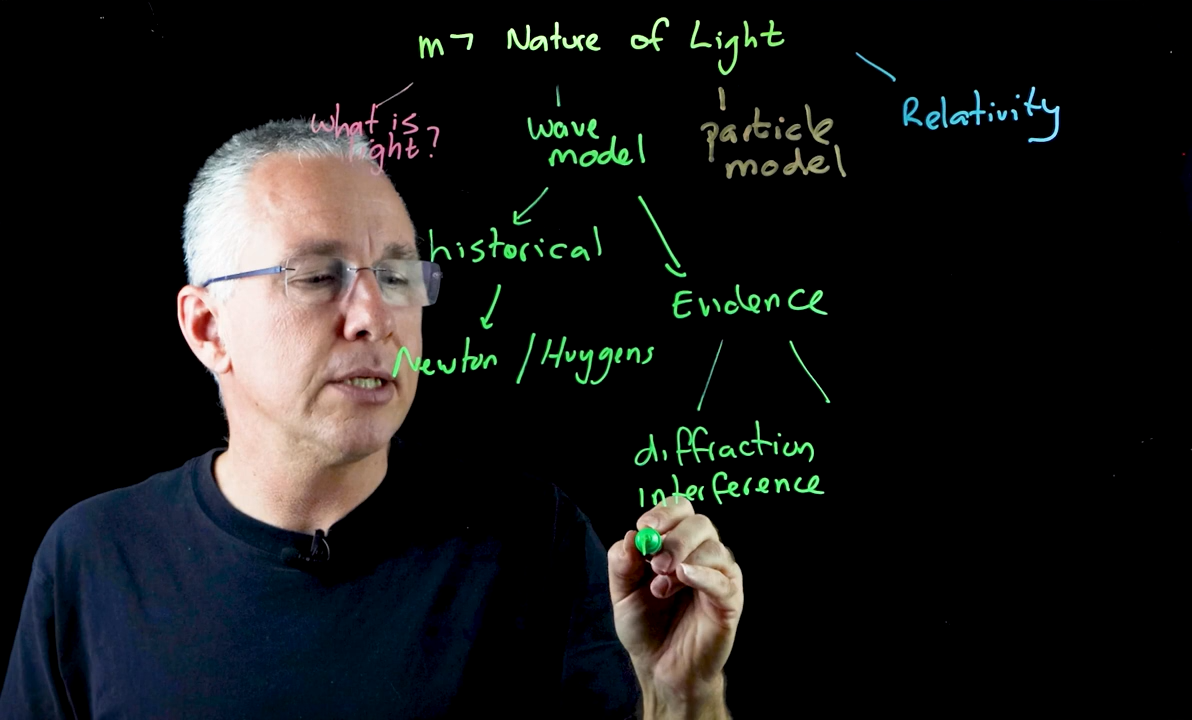 m7 Nature of Light
What is
light?
wave
model
particle
model
Relativity
historical
Evidence
Newton / Huygens
diffraction
interference